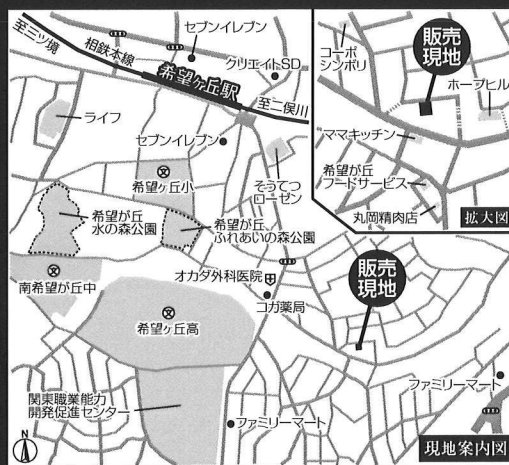 至三ツ境
相鉄本線
セブンイレブン
クリエイトSD
希望ヶ丘駅
至二俣川
ライフ
セブンイレブン
希望ヶ丘小
そうてつ
ローゼン
希望が丘
水の森公園
希望が丘
ふれあいの森公園
南希望が丘中
オカダ外科医院
コガ薬局
希望ヶ丘高
販売
現地
関東職業能力
開発促進センター
ファミリーマート
ファミリーマート
N
現地案内図
コーポ
シンボリ
販売
現地
ホープヒル
ママキッチン
希望が丘
フードサービス
丸岡精肉店
拡大図